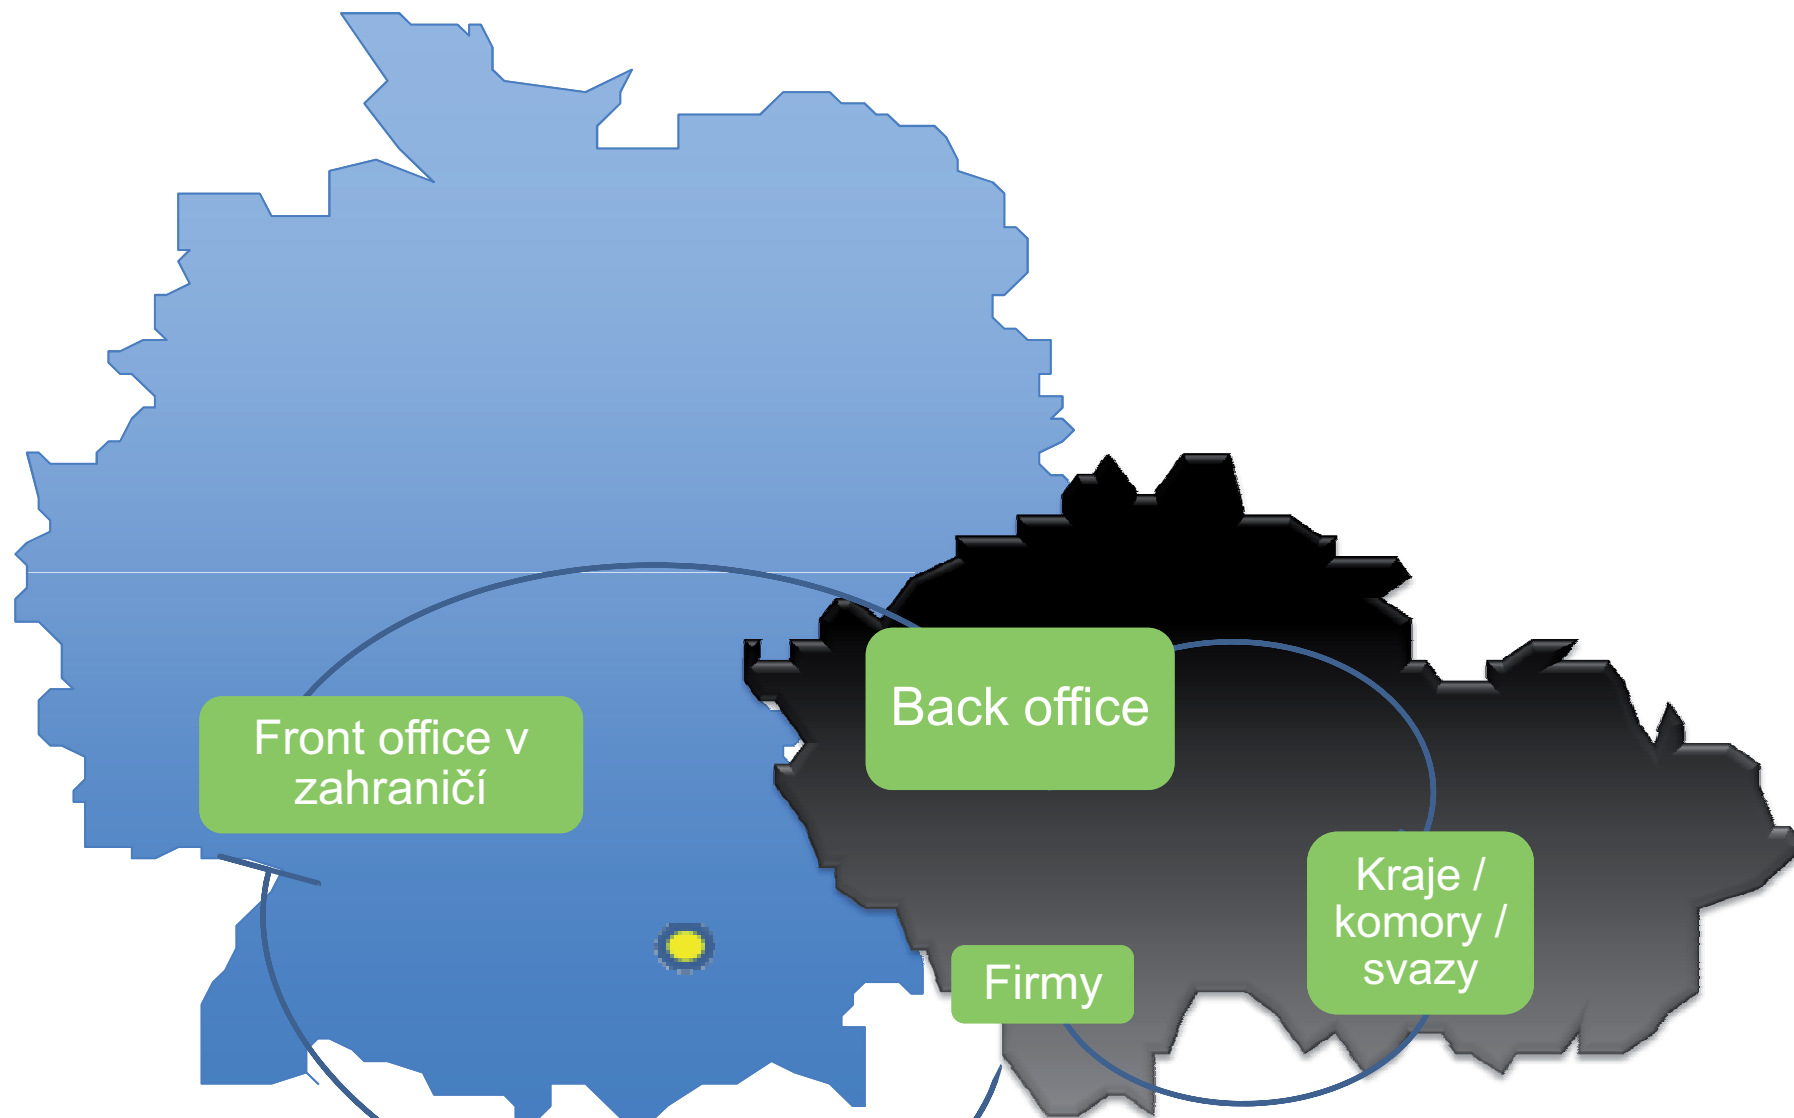 Front office v
zahraničí
Back office
Kraje /
komory /
svazy
Firmy